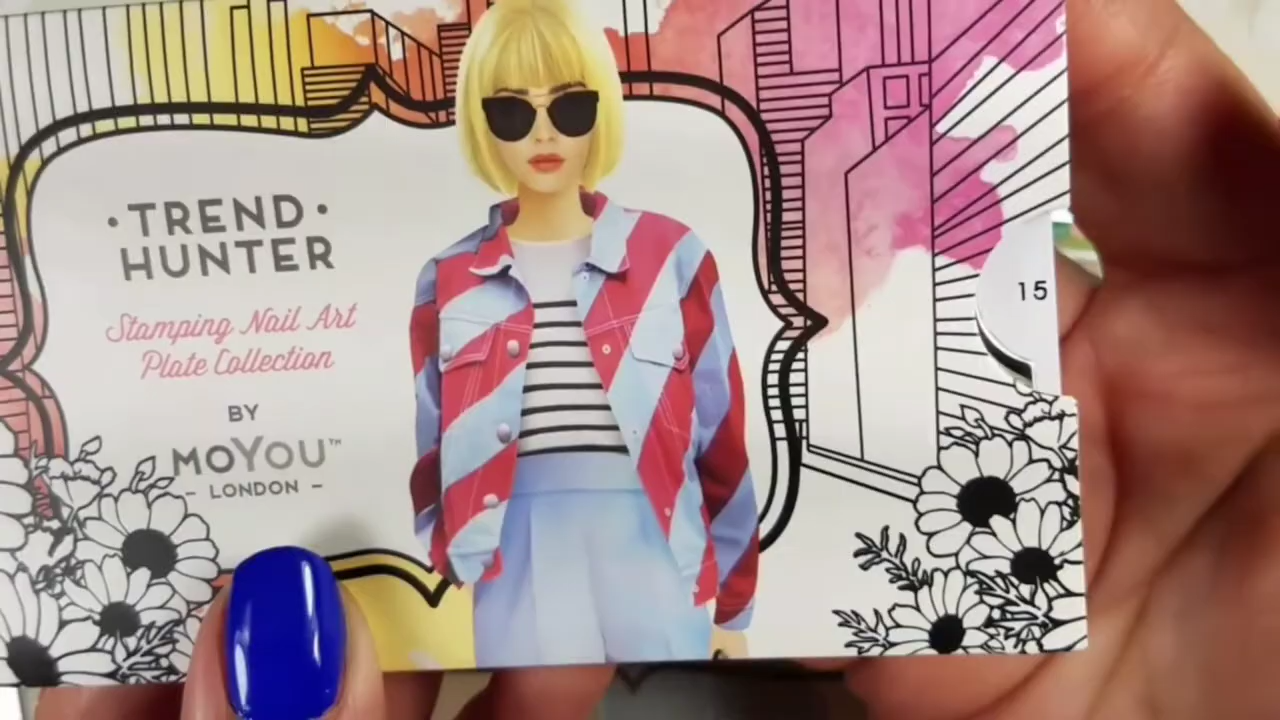 ·TREND·
HUNTER
Stamping Nail Art
Plate Collection
BY
MOYOU™
- LONDON -
15